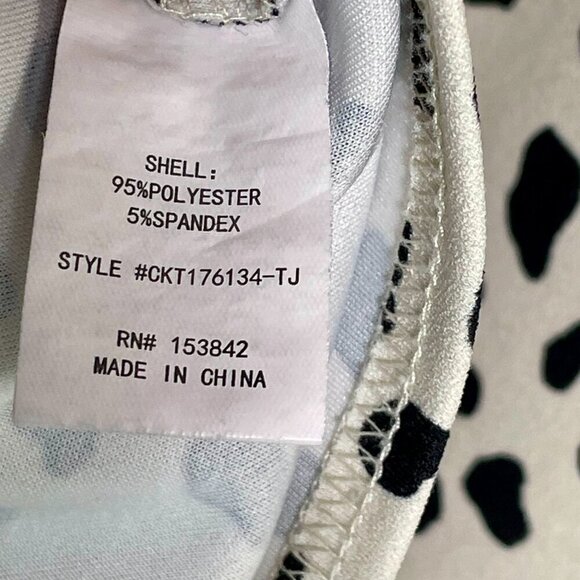 SHELL:
95%POLYESTER
5%SPANDEX
STYLE #CKT176134-TJ
RN# 153842
MADE IN CHINA